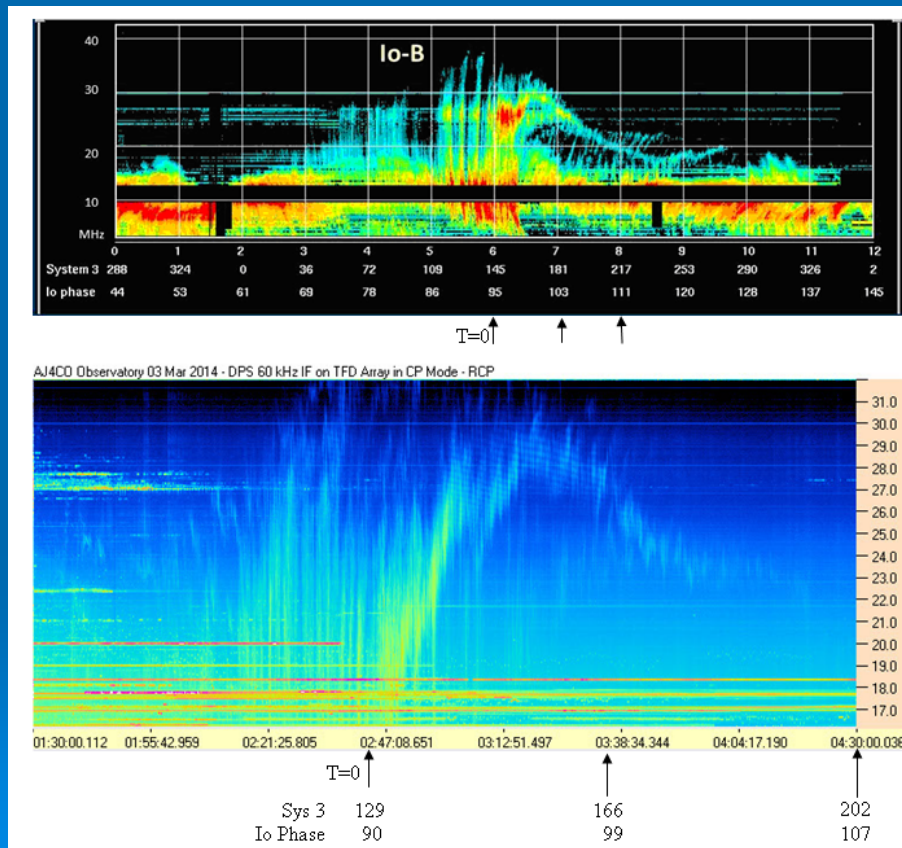 40
Io-B
30
20
10
MHz
0 1 2 3 4 5 6 7 8 9 10 11 12
System 3 288 324 0 36 72 109 145 181 217 253 290 326 2
Io phase 44 53 61 69 78 86 95 103 111 120 128 137 145
T=0
AJ4CO Observatory 03 Mar 2014 - DPS 60 kHz IF on TFD Array in CP Mode - RCP
31.0
30.0
29.0
28.0
27.0
26.0
25.0
24.0
23.0
22.0
21.0
20.0
19.0
18.0
17.0
01:30:00.112 01:55:42.959 02:21:25.805 02:47:08.651 03:12:51.497 03:38:34.344 04:04:17.190 04:30:00.036
T=0
Sys 3 129 166 202
Io Phase 90 99 107